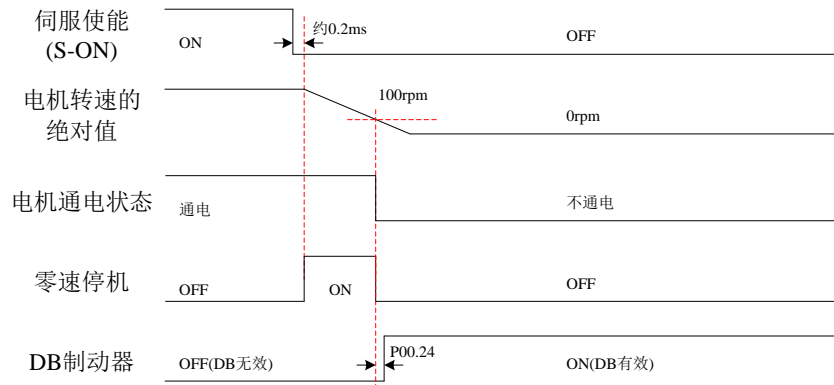 伺服使能
(S-ON)
ON
约0.2ms
OFF
电机转速的
绝对值
100rpm
0rpm
电机通电状态
通电
不通电
零速停机
OFF
ON
OFF
DB制动器
OFF(DB无效)
P00.24
ON(DB有效)